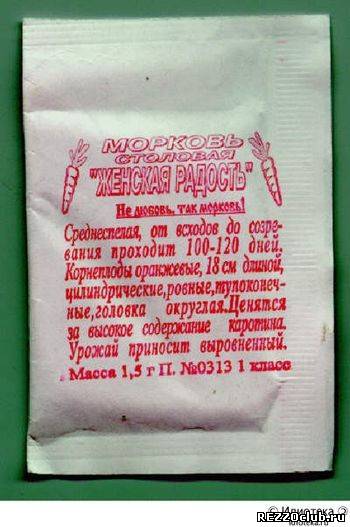 МОРКОВЬ
СТОЛОВАЯ
"ЖЕНСКАЯ РАДОСТЬ"
Не любовь, так морковь!
Среднеспелая, от всходов до созре-
вания проходит 100-120 дней.
Корнеплоды оранжевые, 18 см длиной,
цилиндрические,ровные,тупоконеч-
ные,головка округлая.Ценятся
за высокое содержание каротина.
Урожай приносит выровненный.
Масса 1,5 г П. №0313 1 класс
REZZOclub.ru